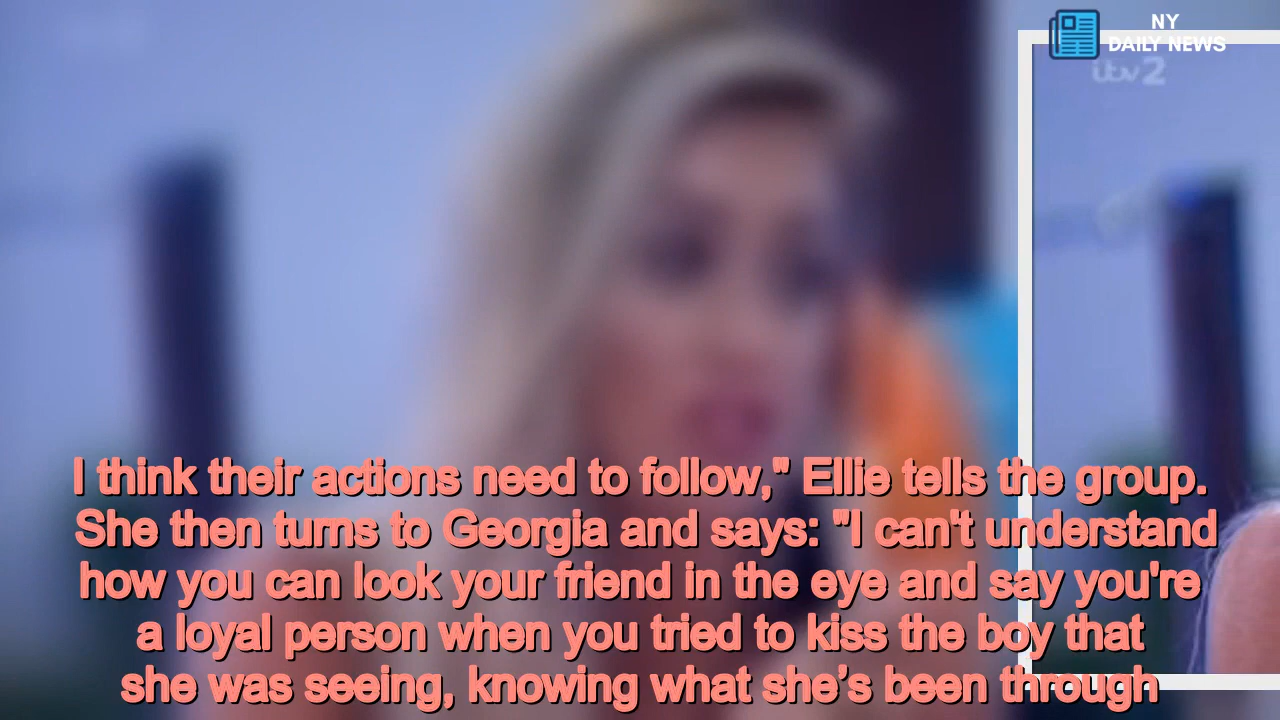 NY
DAILY NEWS
itv2
I think their actions need to follow," Ellie tells the group.
She then turns to Georgia and says: "I can't understand
how you can look your friend in the eye and say you're
a loyal person when you tried to kiss the boy that
she was seeing, knowing what she’s been through